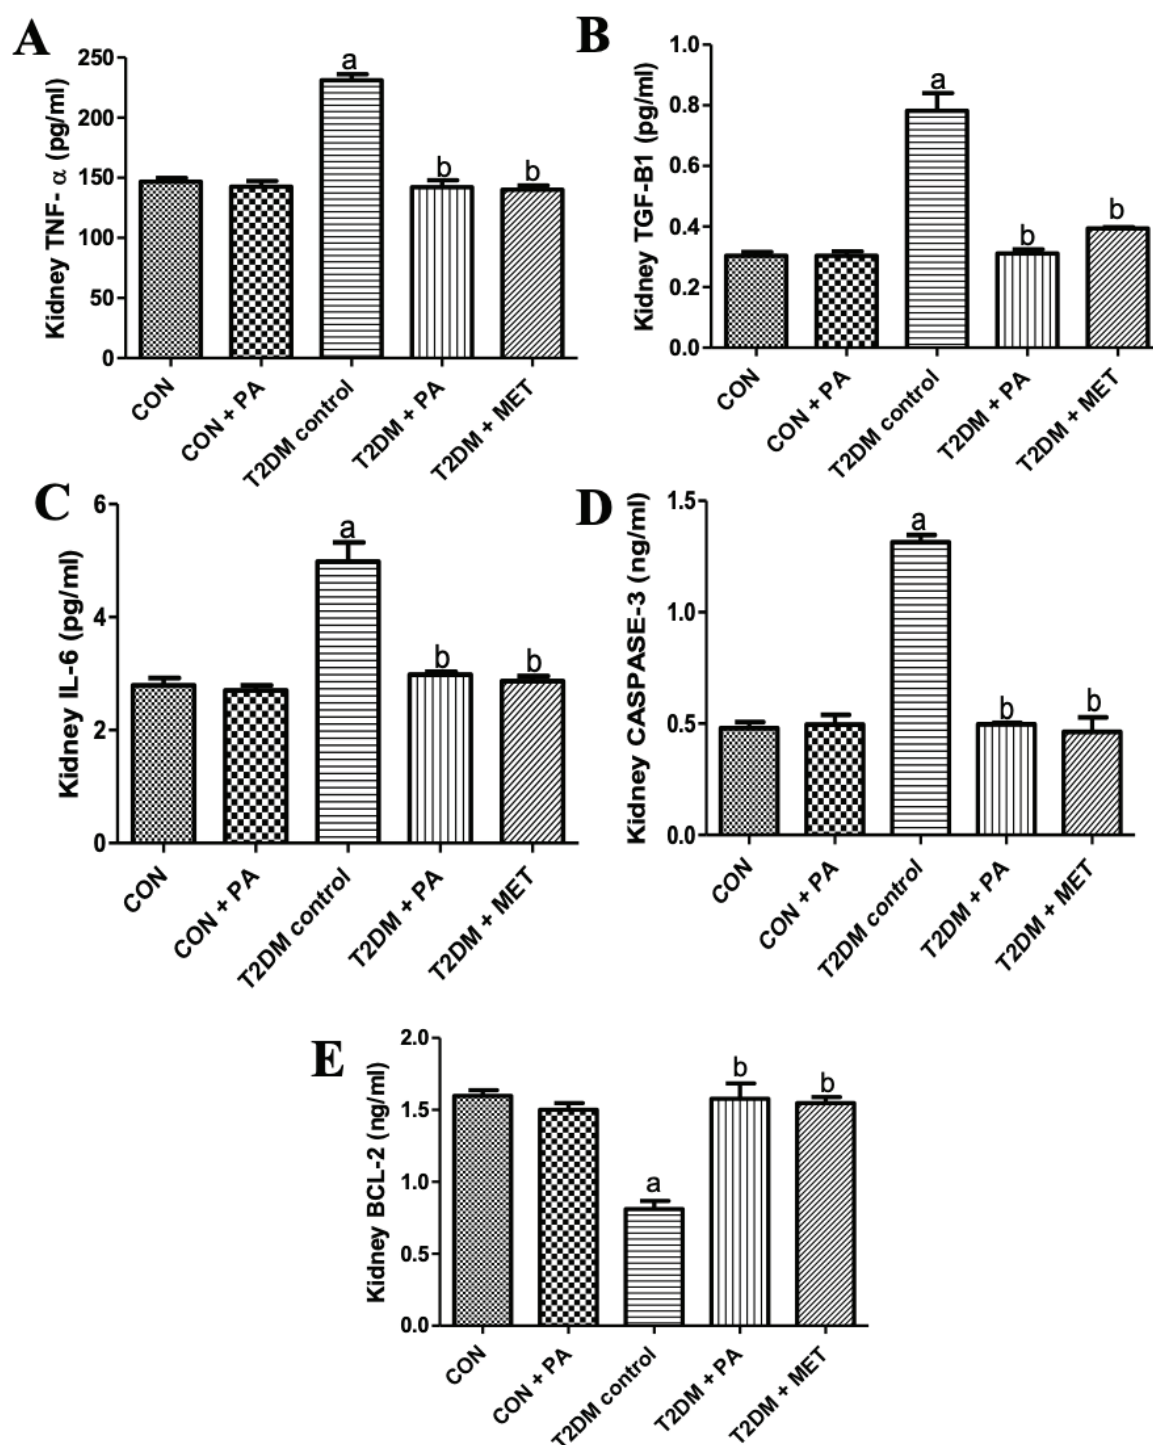 A
Kidney TNF- α (pg/ml)
250
200
150
100
50
0
a
b
b
CON
CON + PA
T2DM control
T2DM + PA
T2DM + MET
B
Kidney TGF-B1 (pg/ml)
1.0
0.8
0.6
0.4
0.2
0.0
a
b
b
CON
CON + PA
T2DM control
T2DM + PA
T2DM + MET
C
Kidney IL-6 (pg/ml)
6
4
2
0
a
b
b
CON
CON + PA
T2DM control
T2DM + PA
T2DM + MET
D
Kidney CASPASE-3 (ng/ml)
1.5
1.0
0.5
0.0
a
b
b
CON
CON + PA
T2DM control
T2DM + PA
T2DM + MET
E
Kidney BCL-2 (ng/ml)
2.0
1.5
1.0
0.5
0.0
a
b
b
CON
CON + PA
T2DM control
T2DM + PA
T2DM + MET